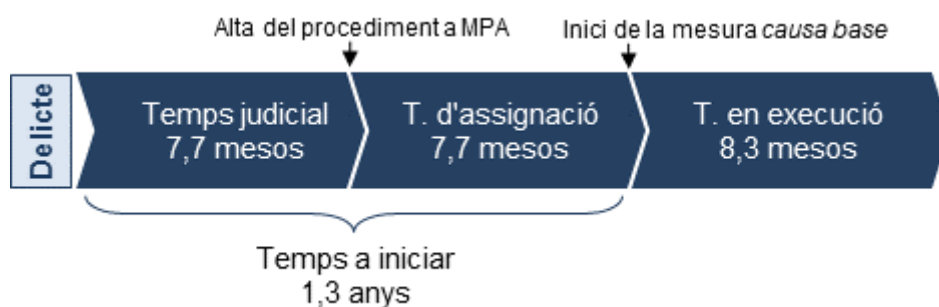 Alta del procediment a MPA
Inici de la mesura causa base
Delicte
Temps judicial
7,7 mesos
T. d'assignació
7,7 mesos
T. en execució
8,3 mesos
Temps a iniciar
1,3 anys